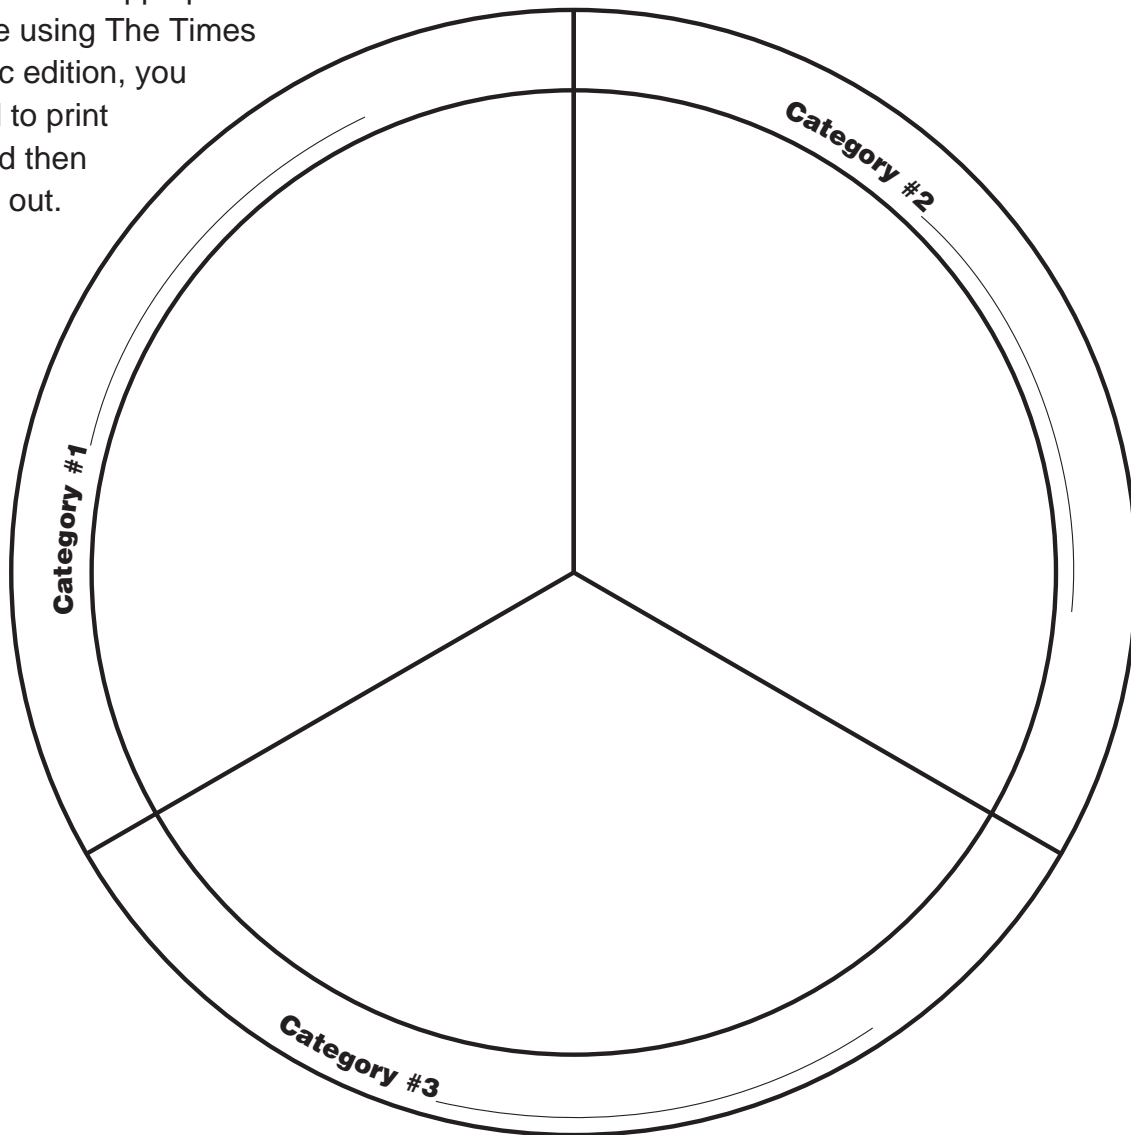 e using The Times
c edition, you
to print
d then
out.
Category #1
Category #2
Category #3